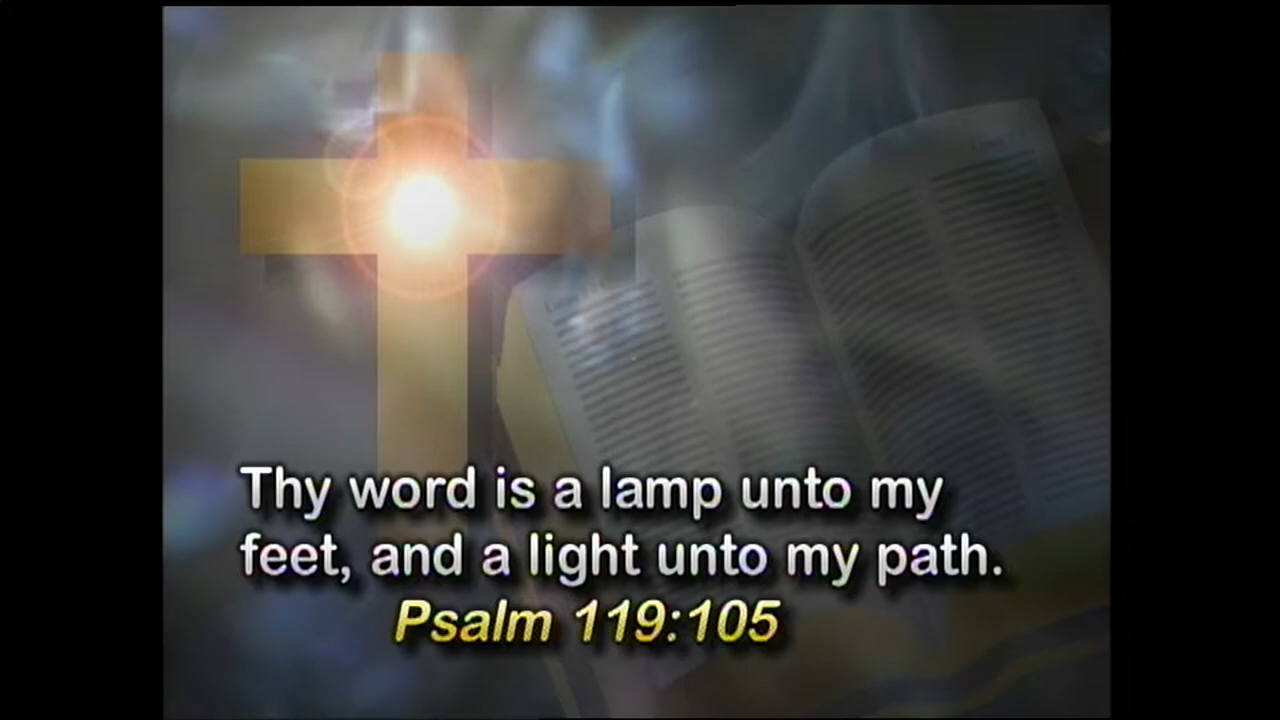 Thy word is a lamp unto my
feet, and a light unto my path.
Psalm 119:105